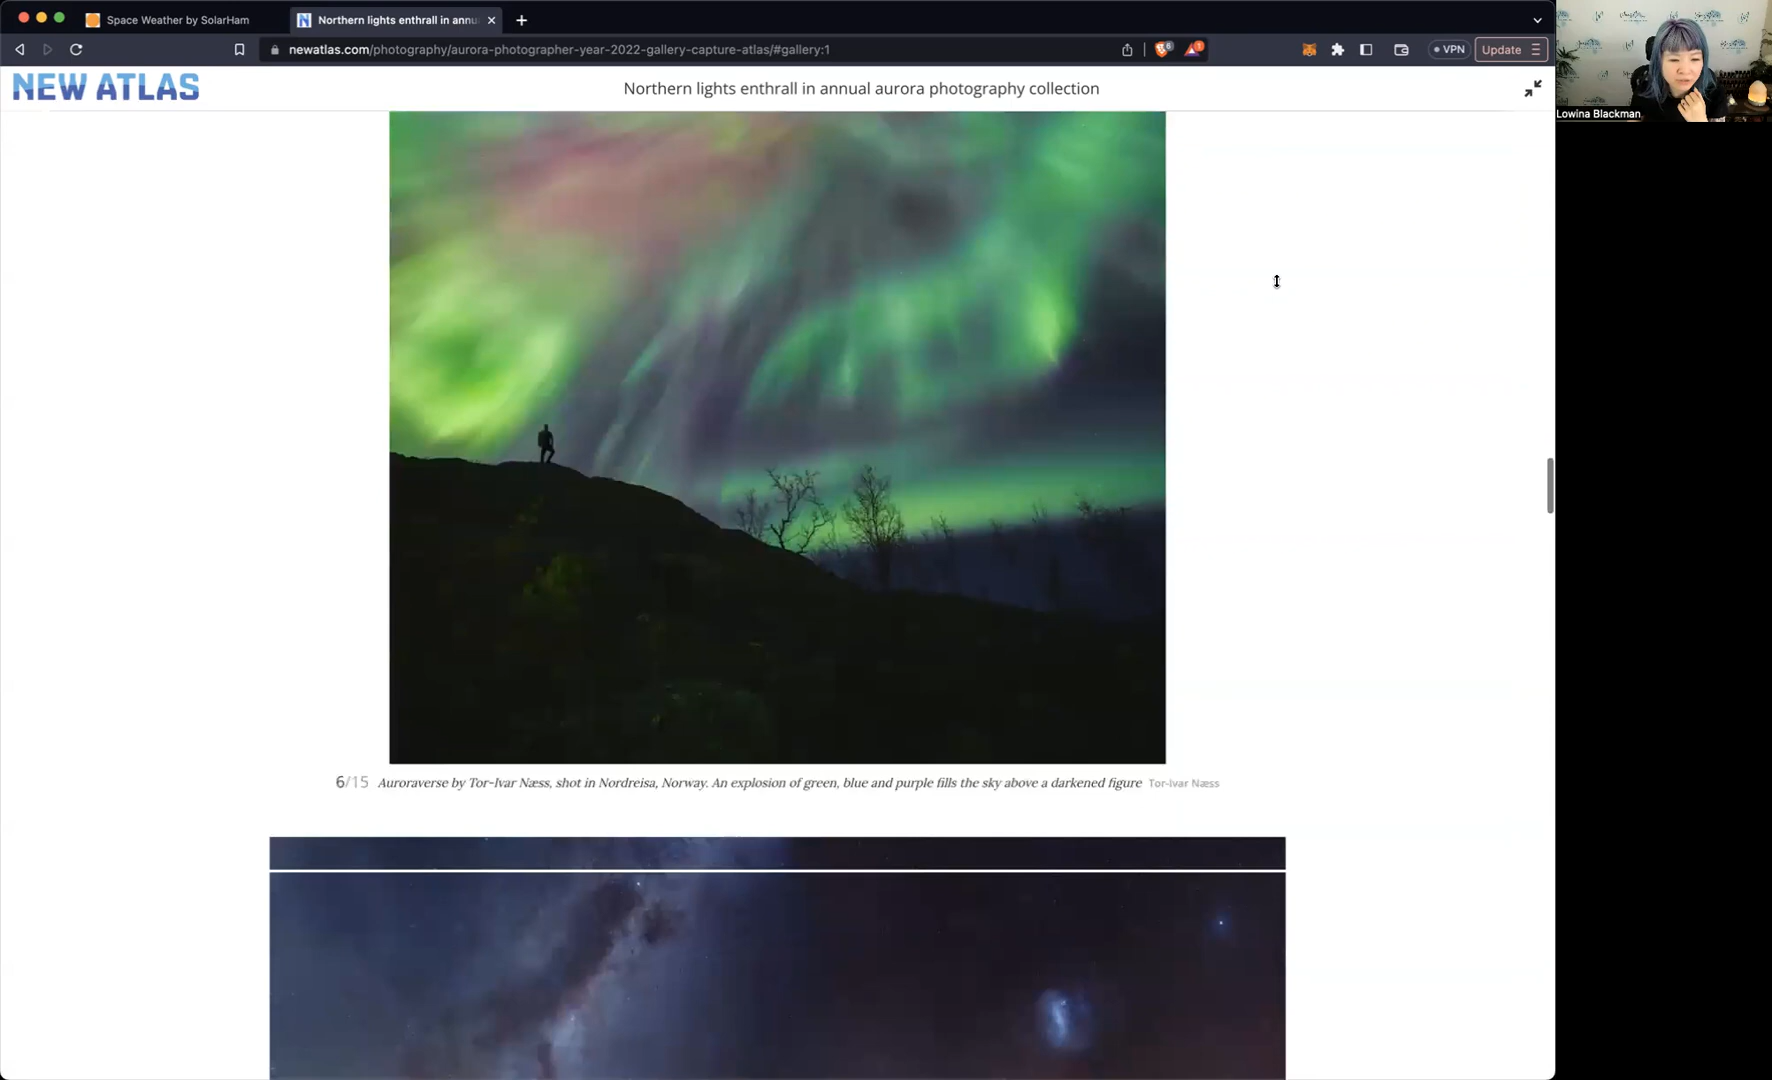 Space Weather by SolarHam
Northern lights enthrall in annu
newatlas.com/photography/aurora-photographer-year-2022-gallery-capture-atlas/#gallery:1
6
1
VPN
Update
NEW ATLAS
Northern lights enthrall in annual aurora photography collection
Lowina Blackman
6/15 Auroraverse by Tor-Ivar Næss, shot in Nordreisa, Norway. An explosion of green, blue and purple fills the sky above a darkened figure Tor-Ivar Næss